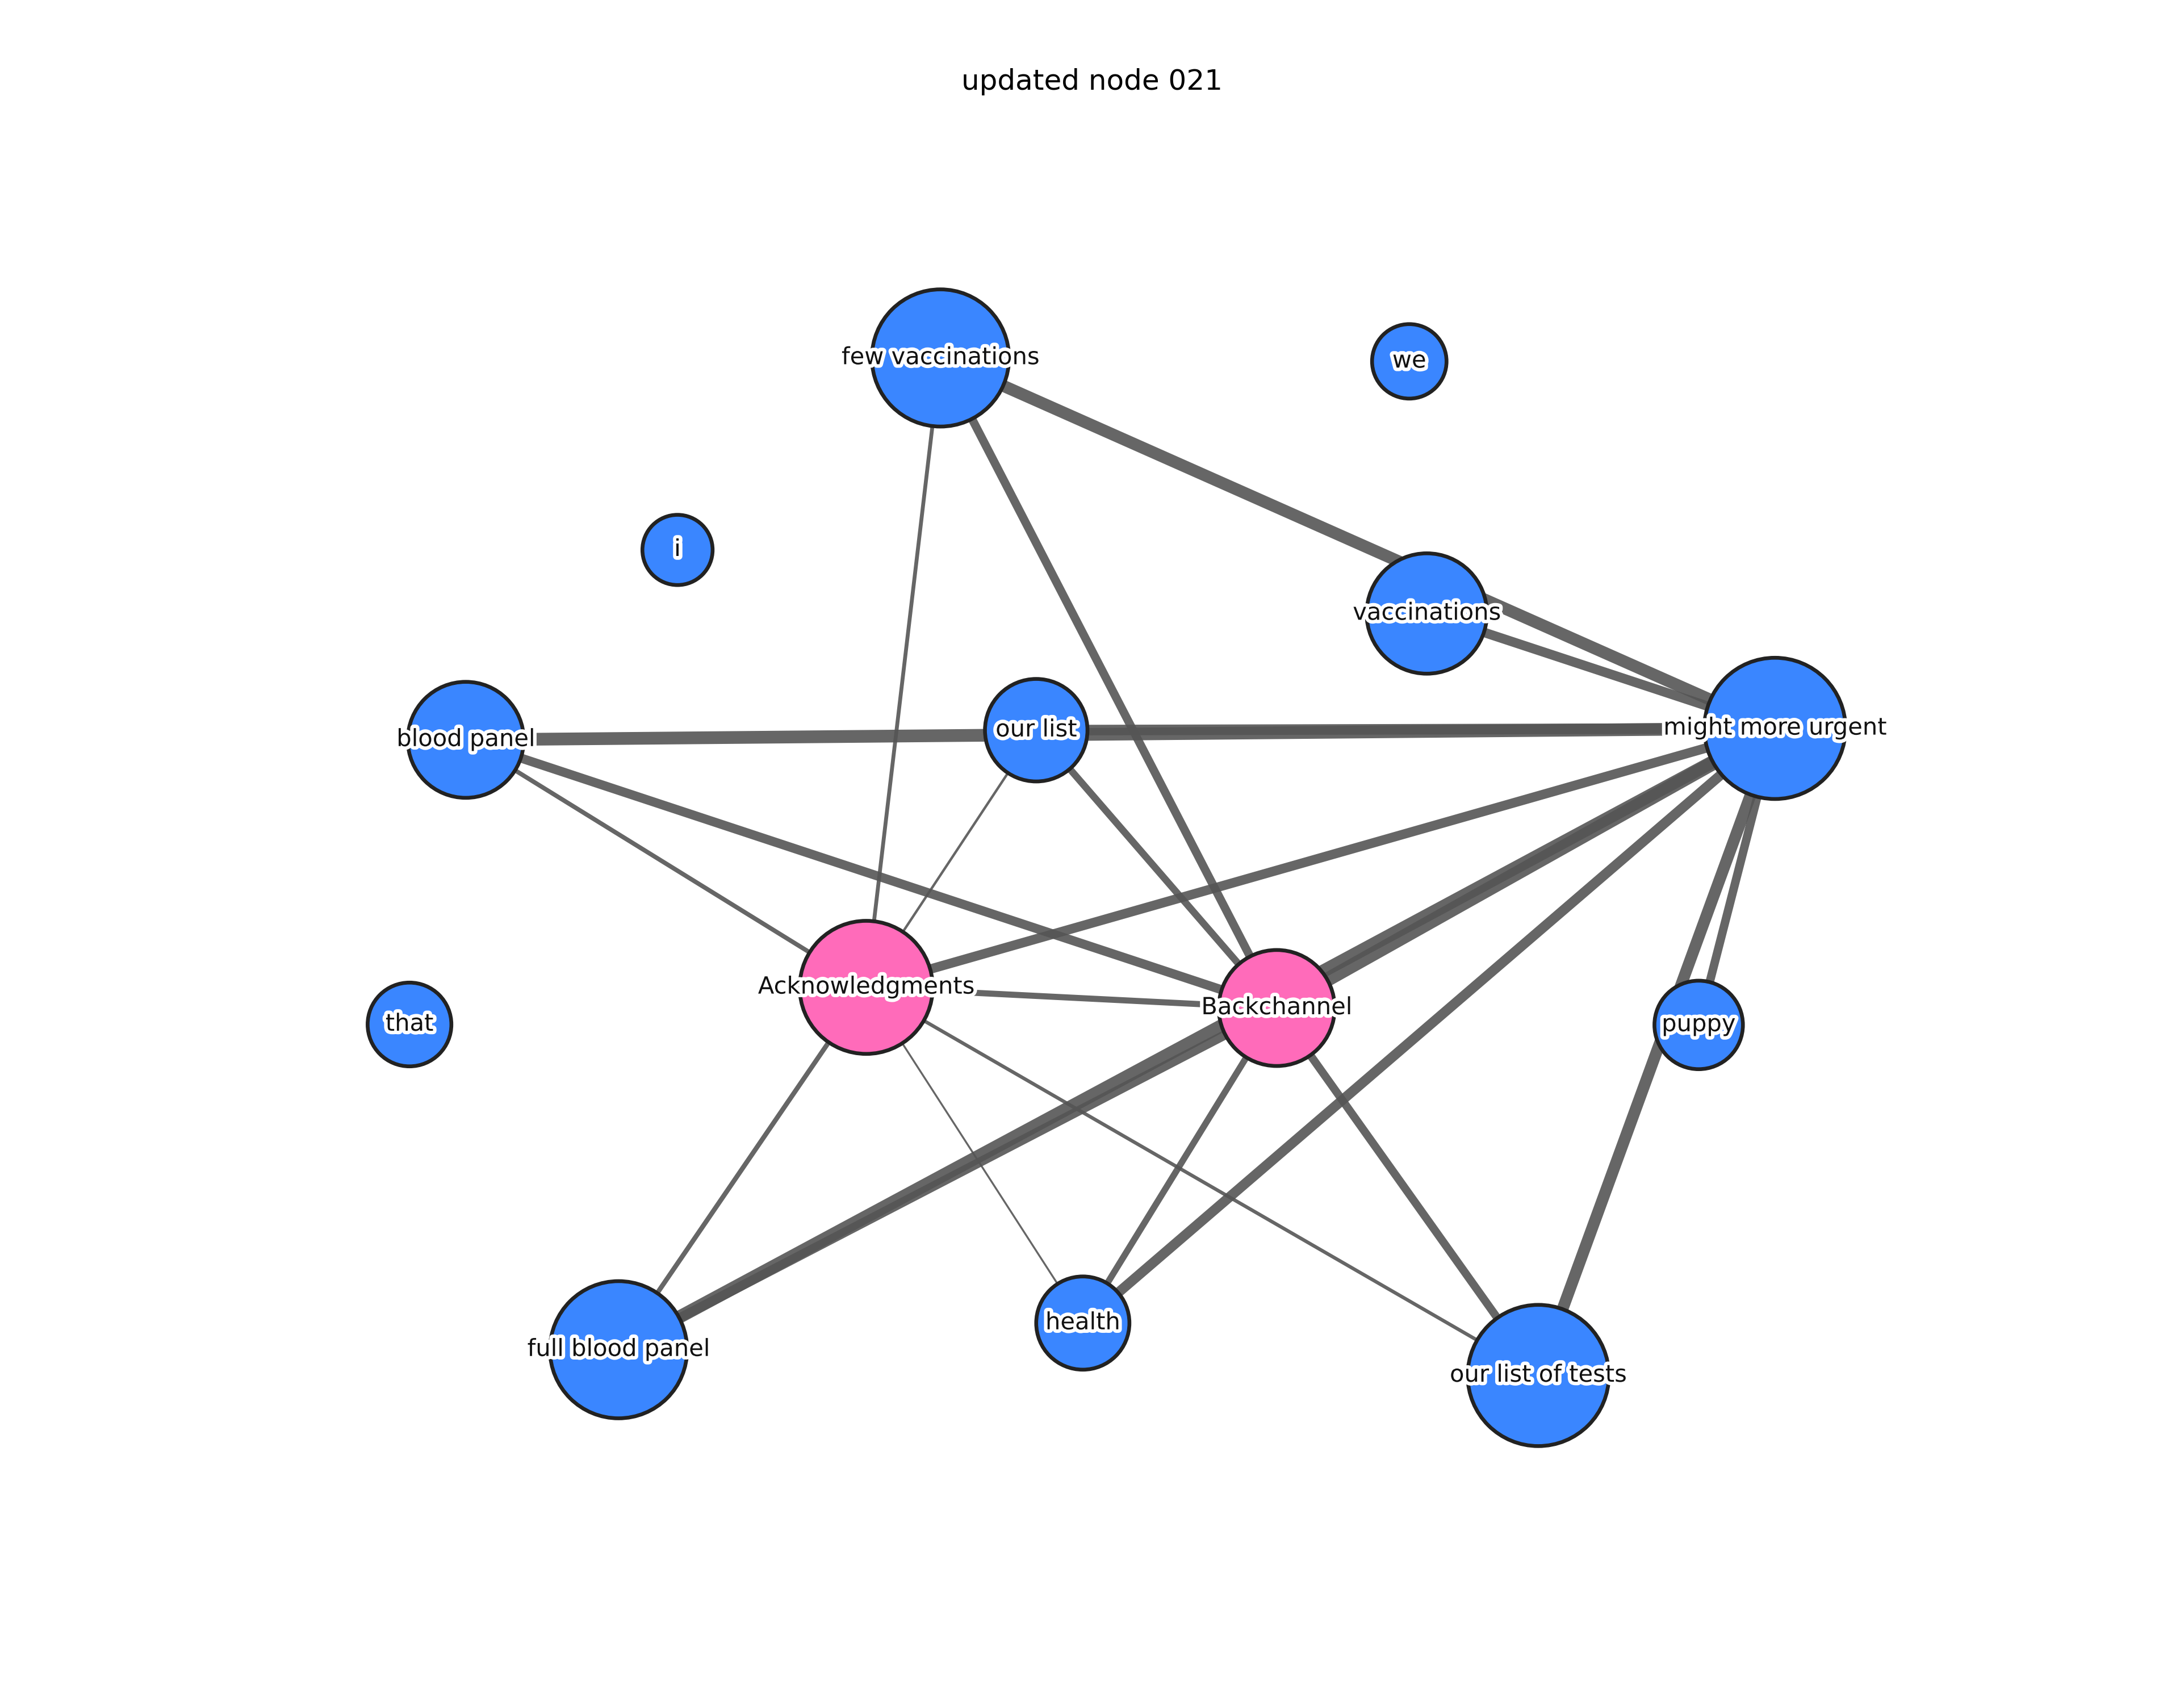 updated node 021
few vaccinations
we
i
vaccinations
blood panel
our list
might more urgent
Acknowledgments
Backchannel
that
puppy
full blood panel
health
our list of tests